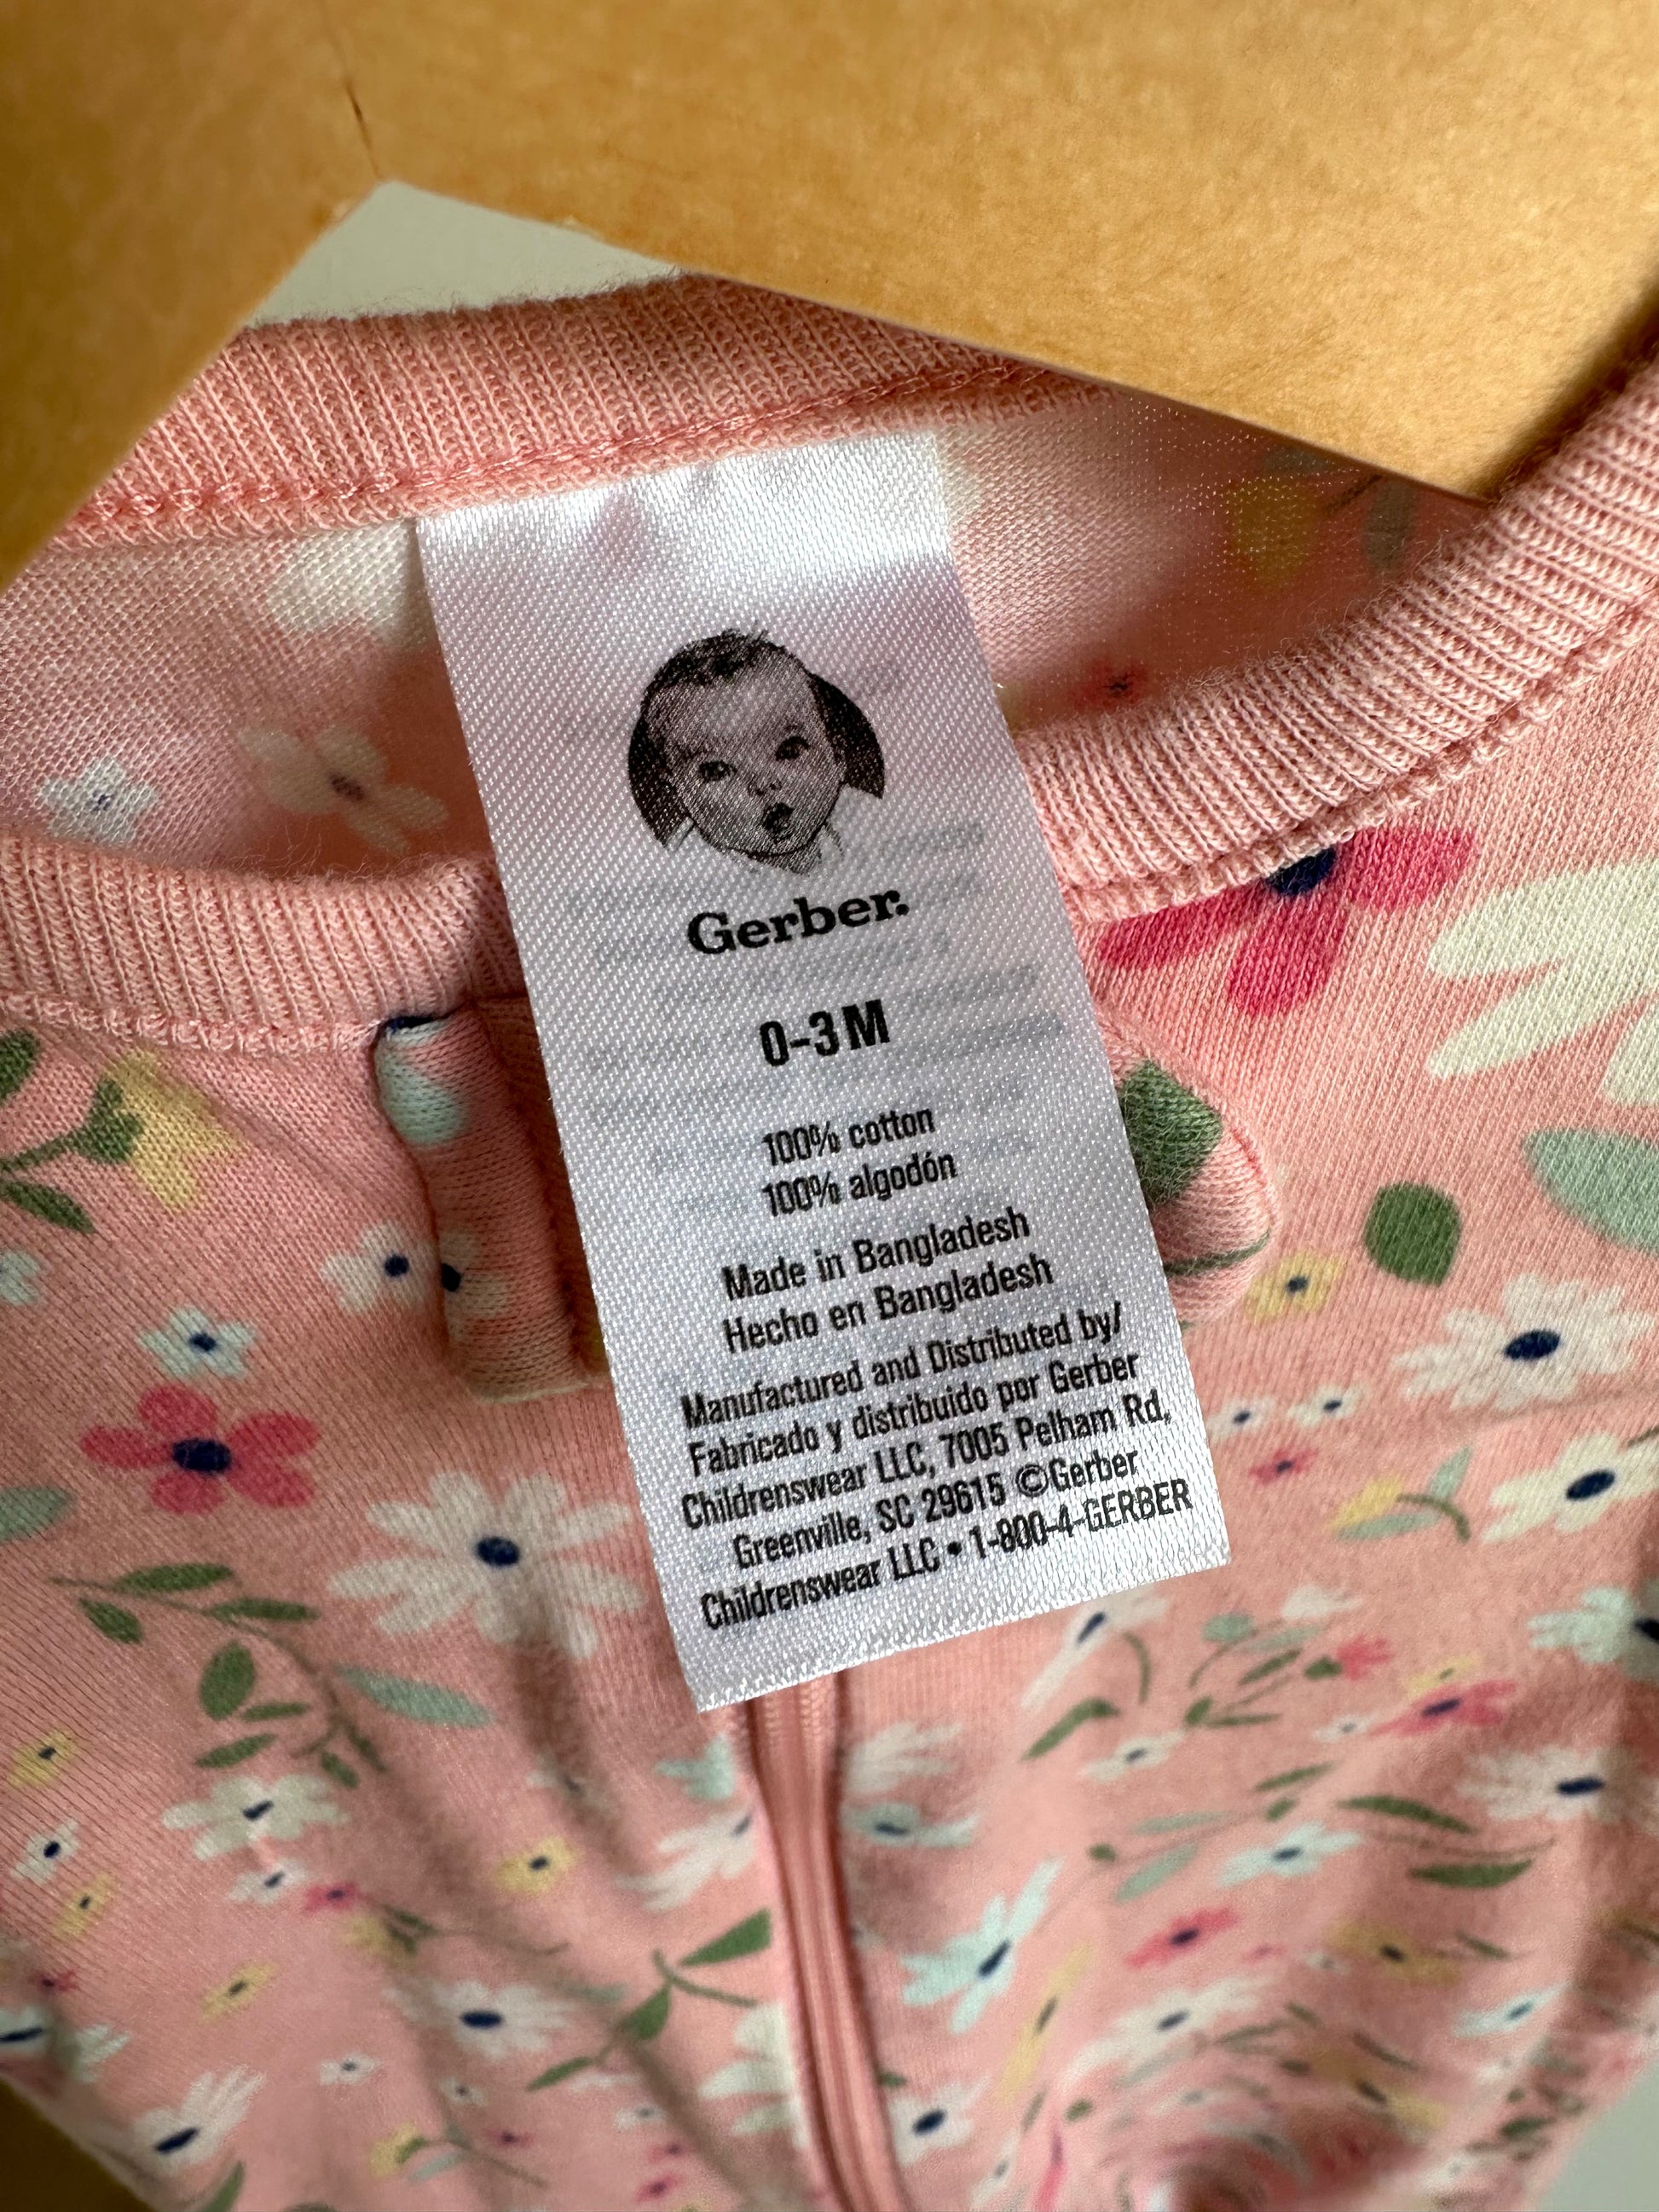 Gerber.
0-3M
100% cotton
100% algodón
Made in Bangladesh
Hecho en Bangladesh
Manufactured and Distributed by/
Fabricado y distribuido por Gerber
Childrenswear LLC, 7005 Pelham Rd,
Greenville, SC 29615 ©Gerber
Childrenswear LLC • 1-800-4-GERBER